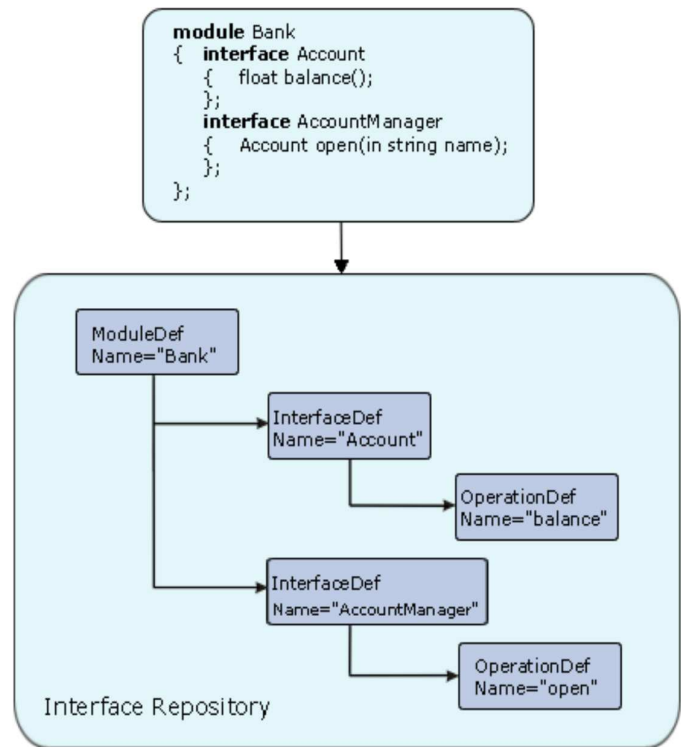 module Bank
{ interface Account
{ float balance();
};
interface AccountManager
{ Account open(in string name);
};
};
ModuleDef
Name="Bank"
InterfaceDef
Name="Account"
OperationDef
Name="balance"
InterfaceDef
Name="AccountManager"
OperationDef
Name="open"
Interface Repository